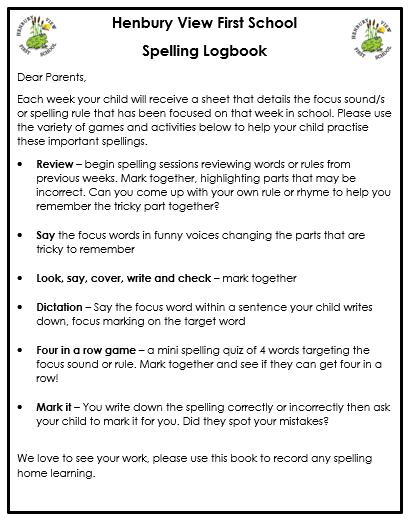 HENBURY VIEW
FIRST SCHOOL
Henbury View First School
HENBURY VIEW
FIRST SCHOOL
Spelling Logbook
Dear Parents,
Each week your child will receive a sheet that details the focus sound/s
or spelling rule that has been focused on that week in school. Please use
the variety of games and activities below to help your child practise
these important spellings.
• Review – begin spelling sessions reviewing words or rules from
previous weeks. Mark together, highlighting parts that may be
incorrect. Can you come up with your own rule or rhyme to help you
remember the tricky part together?
• Say the focus words in funny voices changing the parts that are
tricky to remember
• Look, say, cover, write and check – mark together
• Dictation – Say the focus word within a sentence your child writes
down, focus marking on the target word
• Four in a row game – a mini spelling quiz of 4 words targeting the
focus sound or rule. Mark together and see if they can get four in a
row!
• Mark it – You write down the spelling correctly or incorrectly then ask
your child to mark it for you. Did they spot your mistakes?
We love to see your work, please use this book to record any spelling
home learning.